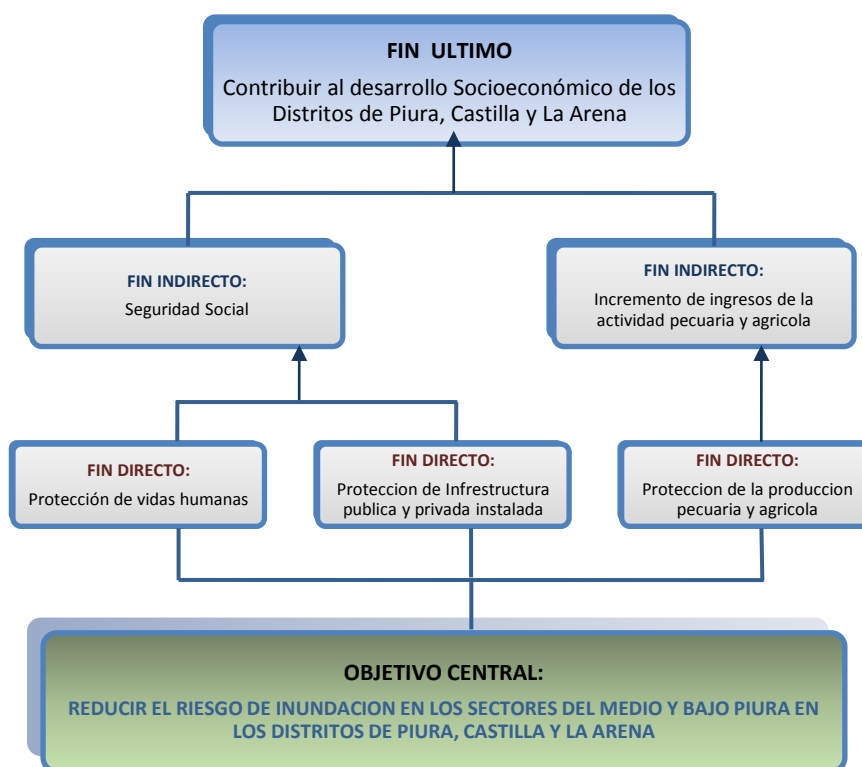 FIN ULTIMO
Contribuir al desarrollo Socioeconómico de los
Distritos de Piura, Castilla y La Arena
FIN INDIRECTO:
Seguridad Social
FIN INDIRECTO:
Incremento de ingresos de la
actividad pecuaria y agricola
FIN DIRECTO:
Protección de vidas humanas
FIN DIRECTO:
Proteccion de Infrestructura
publica y privada instalada
FIN DIRECTO:
Proteccion de la produccion
pecuaria y agricola
OBJETIVO CENTRAL:
REDUCIR EL RIESGO DE INUNDACION EN LOS SECTORES DEL MEDIO Y BAJO PIURA EN
LOS DISTRITOS DE PIURA, CASTILLA Y LA ARENA